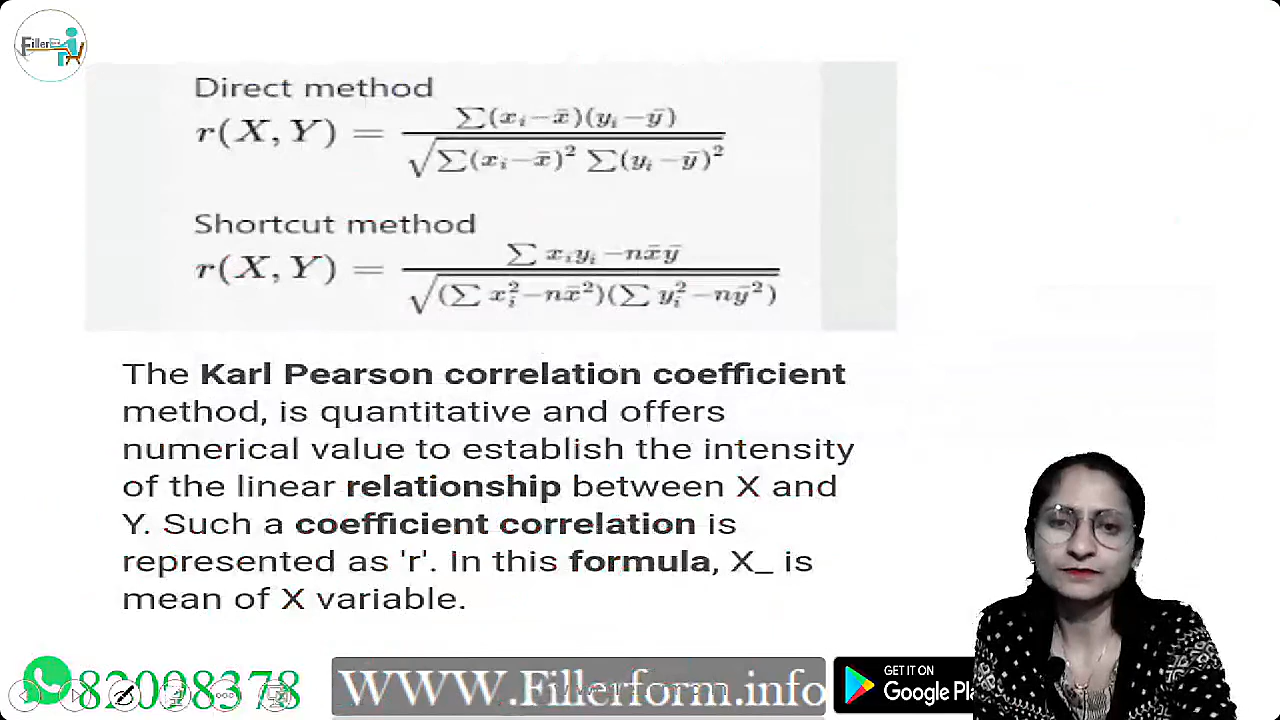 Fillerform
Direct method
r(X, Y) = ∑(xᵢ−x̄)(yᵢ−ȳ) / √∑(xᵢ−x̄)² ∑(yᵢ−ȳ)²
Shortcut method
r(X, Y) = ∑ xᵢyᵢ −nx̄ȳ / √(∑ xᵢ²−nx̄²)(∑ yᵢ²−nȳ²)
The Karl Pearson correlation coefficient
method, is quantitative and offers
numerical value to establish the intensity
of the linear relationship between X and
Y. Such a coefficient correlation is
represented as 'r'. In this formula, X_ is
mean of X variable.
82098378
WWW.Fillerform.info
GET IT ON
Google Pla